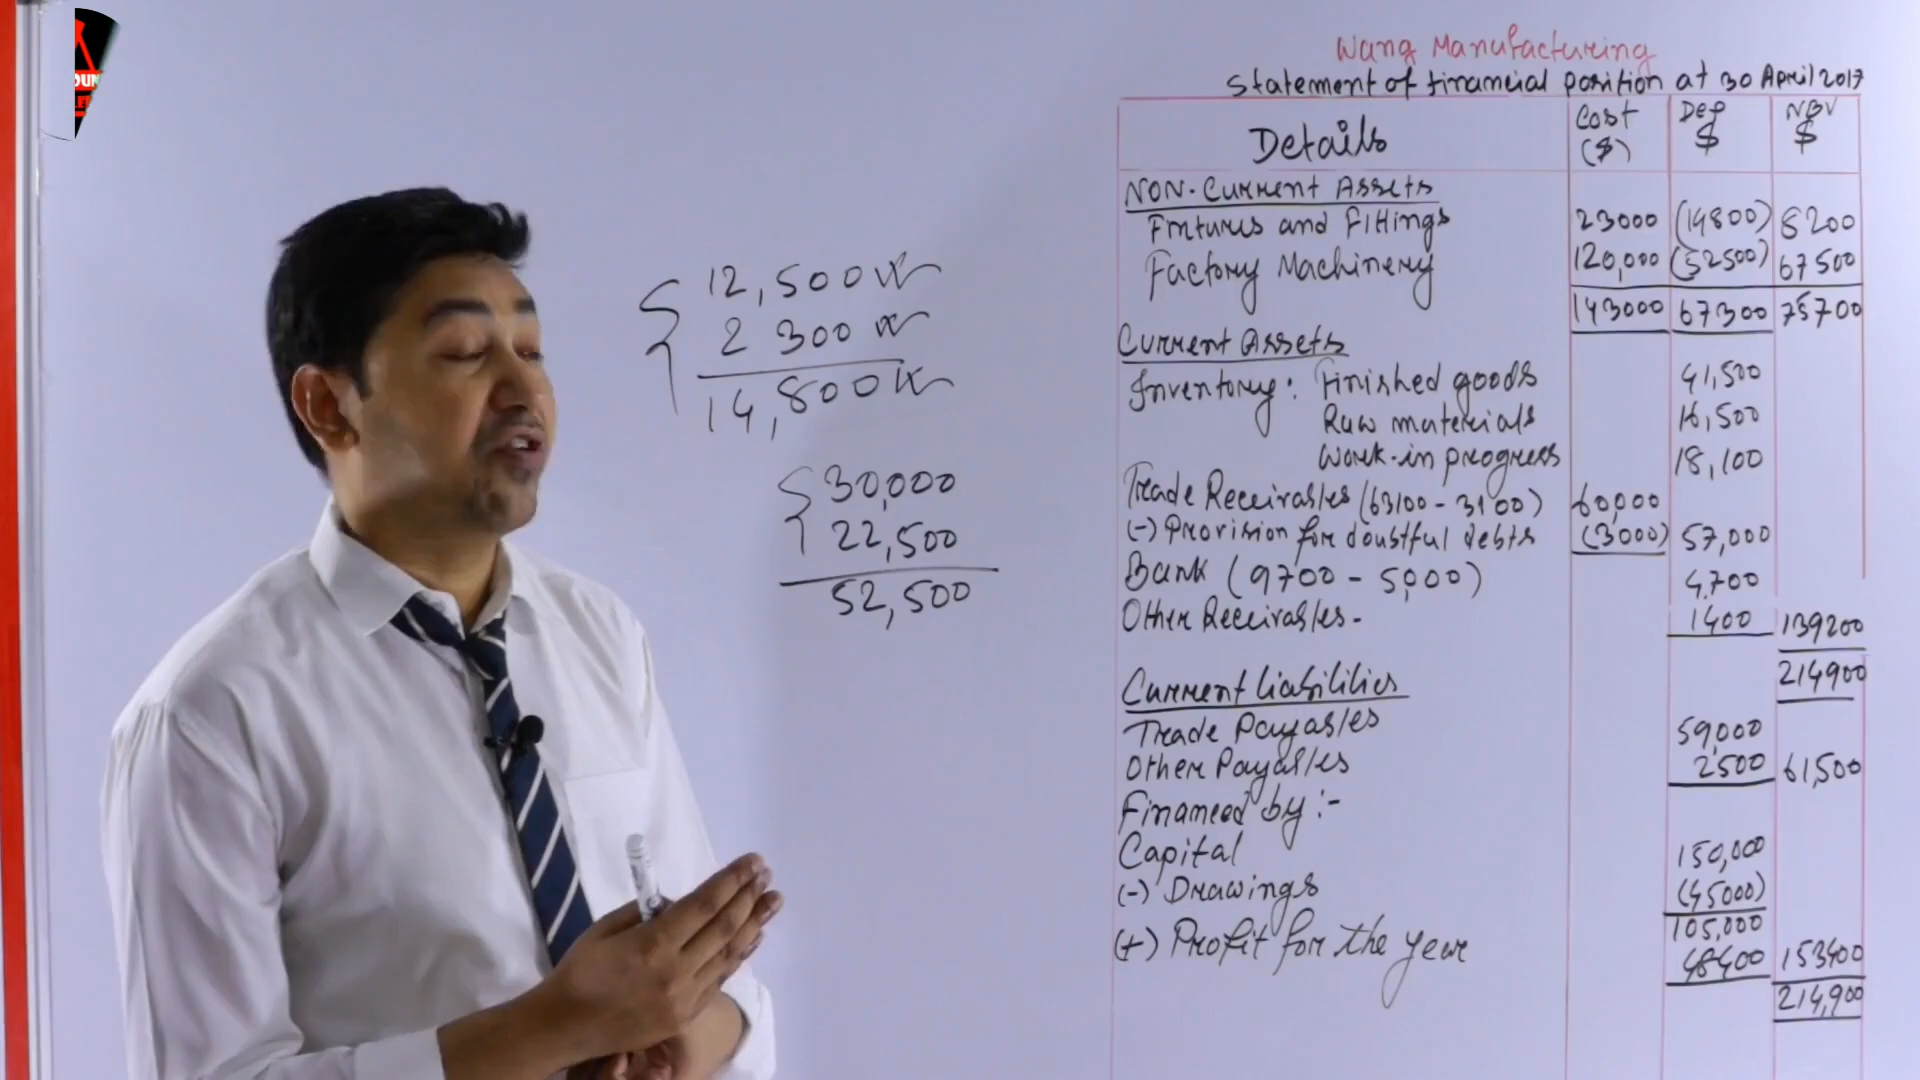 OUN
Wang Manufacturing
Statement of financial position at 30 April 2017
Details Cost ($) Dep $ NBV $
NON-Current Assets
Fixtures and Fittings 23000 (14800) 8200
Factory Machinery 120,000 (52500) 67500
143000 67300 75700
Current Assets
Inventory: Finished goods 41,500
Raw materials 16,500
Work-in progress 18,100
Trade Receivables (63100 - 3100) 60,000
(-) Provision for doubtful debts (3000) 57,000
Bank (9700 - 5000) 4,700
Other Receivables- 1400 139200
214900
Current liabilities
Trade Payables 59,000
Other Payables 2500 61,500
Financed by:-
Capital 150,000
(-) Drawings (45000)
105,000
(+) Profit for the year 48400 153400
214,900
12,500
2 300
14,800
30,000
22,500
52,500